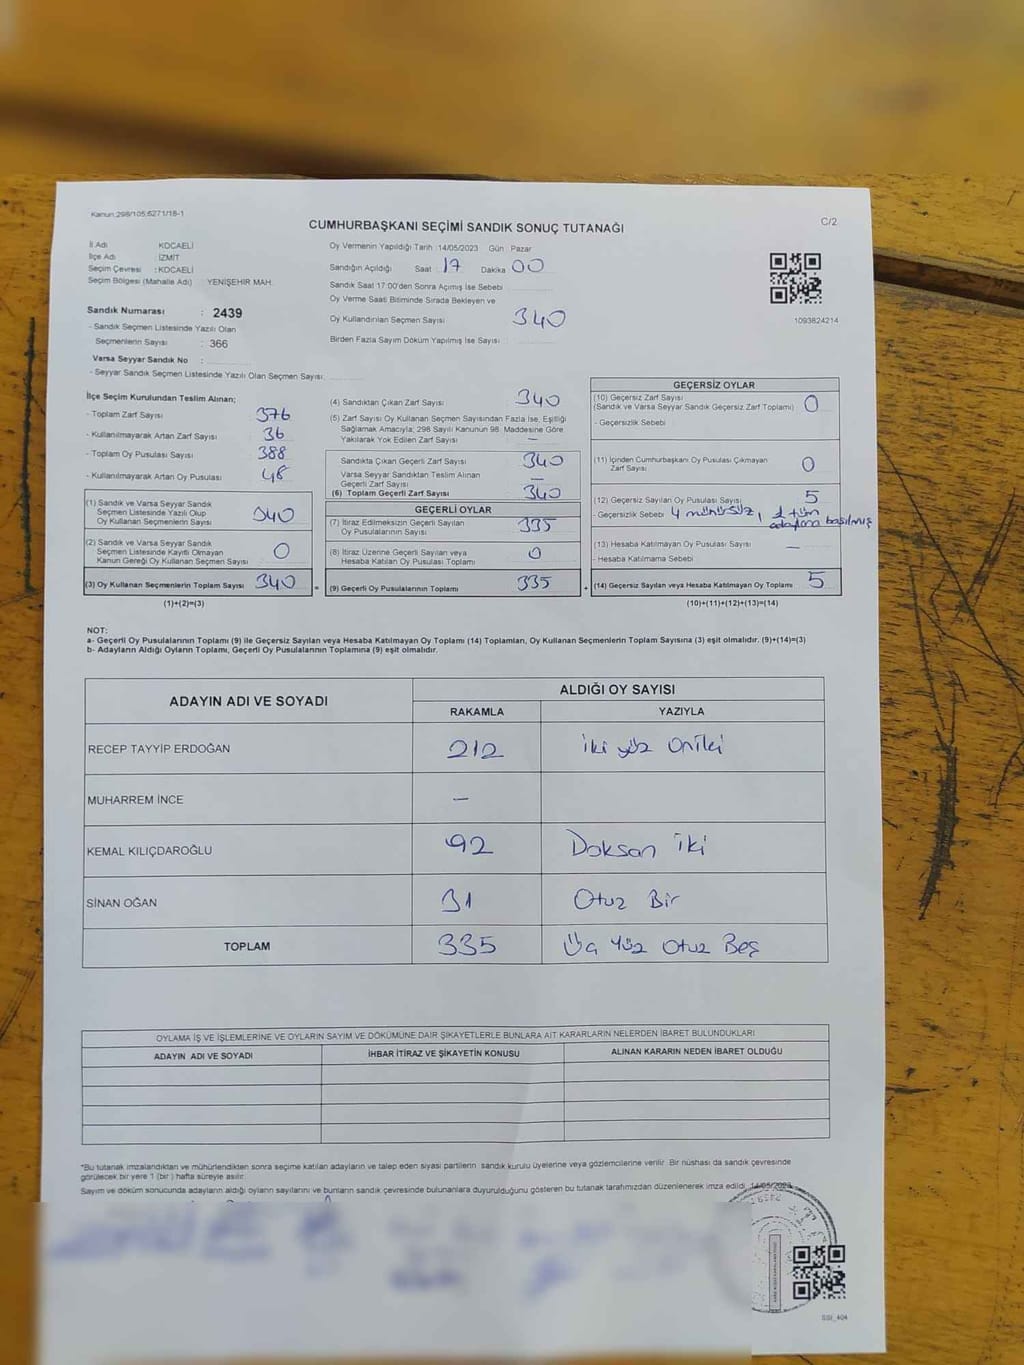 Kanun:298/105;6271/18-1
C/2
CUMHURBAŞKANI SEÇİMİ SANDIK SONUÇ TUTANAĞI
İl Adı KOCAELİ
İlçe Adı İZMİT
Seçim Çevresi : KOCAELİ
Seçim Bölgesi (Mahalle Adı) YENİŞEHİR MAH.
Sandık Numarası : 2439
- Sandık Seçmen Listesinde Yazılı Olan
Seçmenlerin Sayısı : 366
Varsa Seyyar Sandık No :
- Seyyar Sandık Seçmen Listesinde Yazılı Olan Seçmen Sayısı:
Oy Vermenin Yapıldığı Tarih :14/05/2023 Gün : Pazar
Sandığın Açıldığı Saat 17 Dakika 00
Sandık Saat 17:00'den Sonra Açımış İse Sebebi
Oy Verme Saati Bitiminde Sırada Bekleyen ve
Oy Kullandırılan Seçmen Sayısı 340
Birden Fazla Sayım Döküm Yapılmış İse Sayısı
1093824214
İlçe Seçim Kurulundan Teslim Alınan;
- Toplam Zarf Sayısı 376
- Kullanılmayarak Artan Zarf Sayısı 36
- Toplam Oy Pusulası Sayısı 388
- Kullanılmayarak Artan Oy Pusulası 48
(1) Sandık ve Varsa Seyyar Sandık
Seçmen Listesinde Yazılı Olup
Oy Kullanan Seçmenlerin Sayısı 340
(2) Sandık ve Varsa Seyyar Sandık
Seçmen Listesinde Kayıtlı Olmayan
Kanun Gereği Oy Kullanan Seçmen Sayısı 0
(3) Oy Kullanan Seçmenlerin Toplam Sayısı 340
(1)+(2)=(3)
(4) Sandıktan Çıkan Zarf Sayısı 340
(5) Zarf Sayısı Oy Kullanan Seçmen Sayısından Fazla İse, Eşitliği
Sağlamak Amacıyla; 298 Sayılı Kanunun 98. Maddesine Göre
Yakılarak Yok Edilen Zarf Sayısı —
Sandıkta Çıkan Geçerli Zarf Sayısı 340
Varsa Seyyar Sandıktan Teslim Alınan
Geçerli Zarf Sayısı —
(6) Toplam Geçerli Zarf Sayısı 340
GEÇERLİ OYLAR
(7) İtiraz Edilmeksizin Geçerli Sayılan
Oy Pusulalarının Sayısı 335
(8) İtiraz Üzerine Geçerli Sayılan veya
Hesaba Katılan Oy Pusulası Toplamı 0
= (9) Geçerli Oy Pusulalarının Toplamı 335
GEÇERSİZ OYLAR
(10) Geçersiz Zarf Sayısı
(Sandık ve Varsa Seyyar Sandık Geçersiz Zarf Toplamı) 0
- Geçersizlik Sebebi
(11) İçinden Cumhurbaşkanı Oy Pusulası Çıkmayan
Zarf Sayısı 0
(12) Geçersiz Sayılan Oy Pusulası Sayısı 5
- Geçersizlik Sebebi 4 mühürsüz, 1 tüm
adaylara basılmış
(13) Hesaba Katılmayan Oy Pusulası Sayısı —
- Hesaba Katılmama Sebebi
+ (14) Geçersiz Sayılan veya Hesaba Katılmayan Oy Toplamı 5
(10)+(11)+(12)+(13)=(14)
NOT:
a- Geçerli Oy Pusulalarının Toplamı (9) ile Geçersiz Sayılan veya Hesaba Katılmayan Oy Toplamı (14) Toplamları, Oy Kullanan Seçmenlerin Toplam Sayısına (3) eşit olmalıdır. (9)+(14)=(3)
b- Adayların Aldığı Oyların Toplamı, Geçerli Oy Pusulalarının Toplamına (9) eşit olmalıdır.
ADAYIN ADI VE SOYADI ALDIĞI OY SAYISI
RAKAMLA YAZIYLA
RECEP TAYYİP ERDOĞAN 212 iki yüz oniki
MUHARREM İNCE —
KEMAL KILIÇDAROĞLU 92 Doksan iki
SİNAN OĞAN 31 Otuz Bir
TOPLAM 335 Üç Yüz Otuz Beş
OYLAMA İŞ VE İŞLEMLERİNE VE OYLARIN SAYIM VE DÖKÜMÜNE DAİR ŞİKAYETLERLE BUNLARA AİT KARARLARIN NELERDEN İBARET BULUNDUKLARI
ADAYIN ADI VE SOYADI İHBAR İTİRAZ VE ŞİKAYETİN KONUSU ALINAN KARARIN NEDEN İBARET OLDUĞU
*Bu tutanak imzalandıktan ve mühürlendikten sonra seçime katılan adayların ve talep eden siyasi partilerin sandık kurulu üyelerine veya gözlemcilerine verilir. Bir nüshası da sandık çevresinde
görülecek bir yere 1 (bir ) hafta süreyle asılır.
Sayım ve döküm sonucunda adayların aldığı oyların sayılarını ve bunların sandık çevresinde bulunanlara duyurulduğunu gösteren bu tutanak tarafımızdan düzenlenerek imza edildi. 14/05/2023